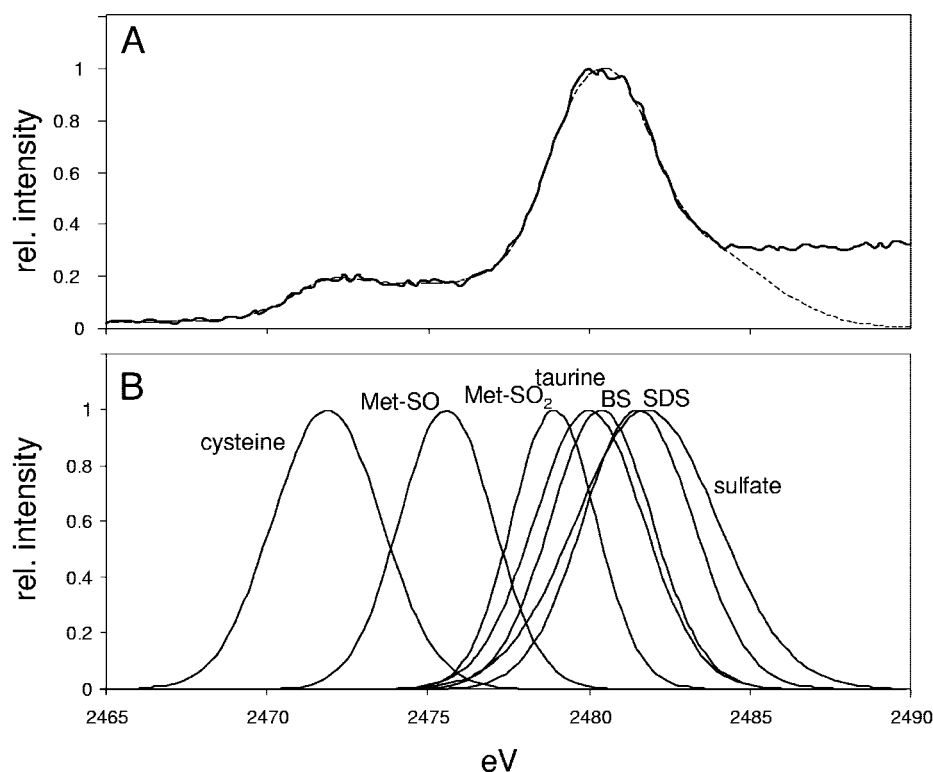 A
rel. intensity
1
0.8
0.6
0.4
0.2
0
B
taurine
Met-SO Met-SO2 BS SDS
cysteine
sulfate
rel. intensity
1
0.8
0.6
0.4
0.2
0
2465 2470 2475 2480 2485 2490
eV